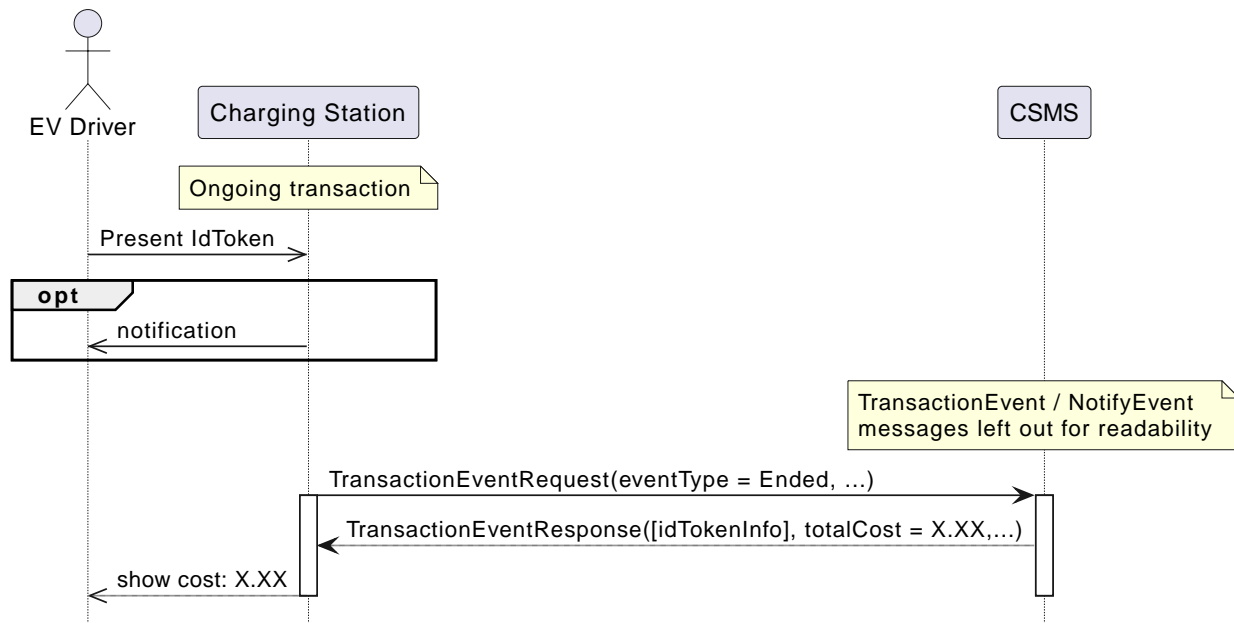 EV Driver
Charging Station
CSMS
Ongoing transaction
Present IdToken
opt
notification
TransactionEvent / NotifyEvent
messages left out for readability
TransactionEventRequest(eventType = Ended, ...)
TransactionEventResponse([idTokenInfo], totalCost = X.XX,...)
show cost: X.XX